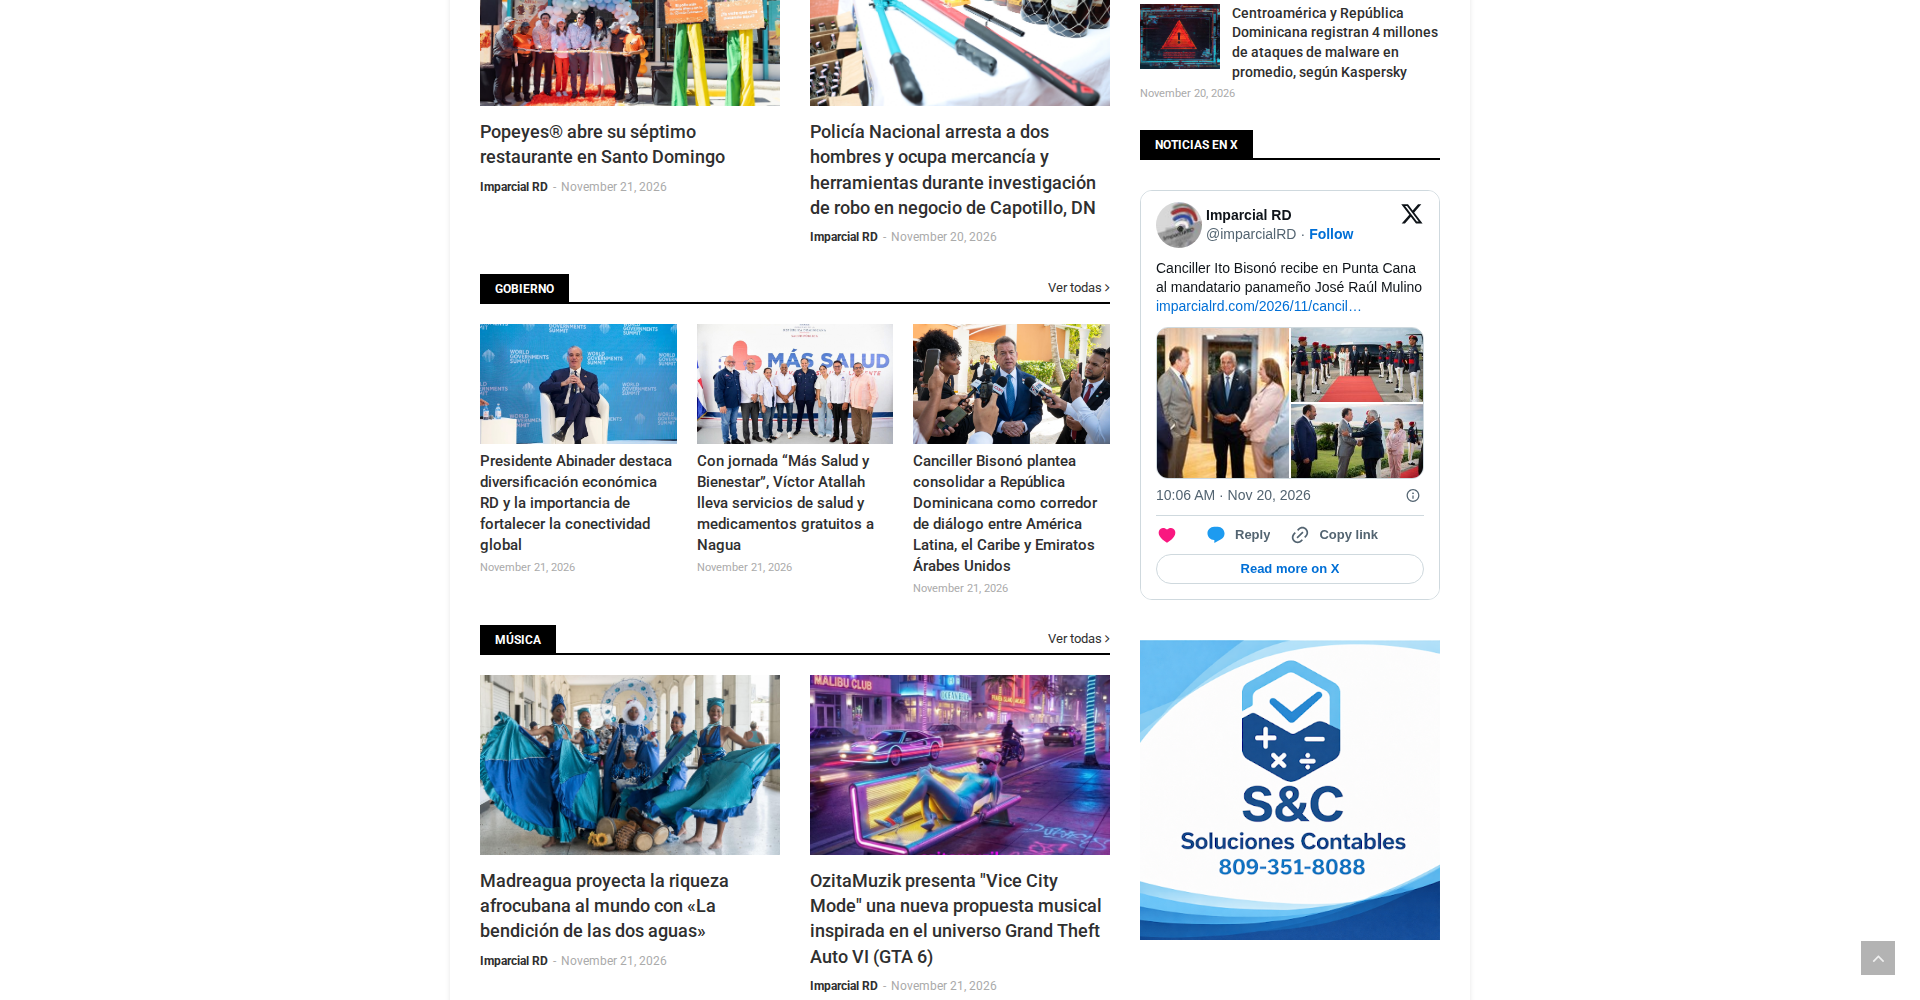 Popeyes® abre su séptimo
restaurante en Santo Domingo
Imparcial RD - November 21, 2026
Policía Nacional arresta a dos
hombres y ocupa mercancía y
herramientas durante investigación
de robo en negocio de Capotillo, DN
Imparcial RD - November 20, 2026
GOBIERNO
Ver todas
WORLD GOVERNMENTS SUMMIT
MÁS SALUD
Presidente Abinader destaca
diversificación económica
RD y la importancia de
fortalecer la conectividad
global
November 21, 2026
Con jornada “Más Salud y
Bienestar”, Víctor Atallah
lleva servicios de salud y
medicamentos gratuitos a
Nagua
November 21, 2026
Canciller Bisonó plantea
consolidar a República
Dominicana como corredor
de diálogo entre América
Latina, el Caribe y Emiratos
Árabes Unidos
November 21, 2026
MÚSICA
Ver todas
MALIBU CLUB
Madreagua proyecta la riqueza
afrocubana al mundo con «La
bendición de las dos aguas»
Imparcial RD - November 21, 2026
OzitaMuzik presenta "Vice City
Mode" una nueva propuesta musical
inspirada en el universo Grand Theft
Auto VI (GTA 6)
Imparcial RD - November 21, 2026
Centroamérica y República
Dominicana registran 4 millones
de ataques de malware en
promedio, según Kaspersky
November 20, 2026
NOTICIAS EN X
Imparcial RD
@imparcialRD · Follow
Canciller Ito Bisonó recibe en Punta Cana
al mandatario panameño José Raúl Mulino
imparcialrd.com/2026/11/cancil…
10:06 AM · Nov 20, 2026
Reply
Copy link
Read more on X
S&C
Soluciones Contables
809-351-8088